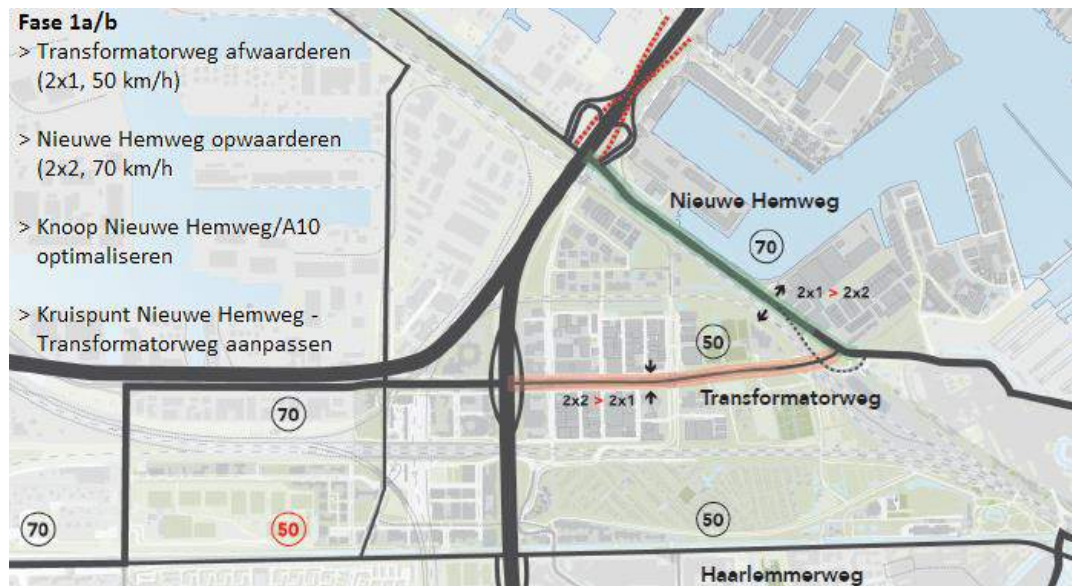 Fase 1a/b
> Transformatorweg afwaarderen
(2x1, 50 km/h)
> Nieuwe Hemweg opwaarderen
(2x2, 70 km/h
> Knoop Nieuwe Hemweg/A10
optimaliseren
> Kruispunt Nieuwe Hemweg -
Transformatorweg aanpassen
Nieuwe Hemweg
70
2x1 > 2x2
50
2x2 > 2x1
Transformatorweg
70
70
50
50
Haarlemmerweg